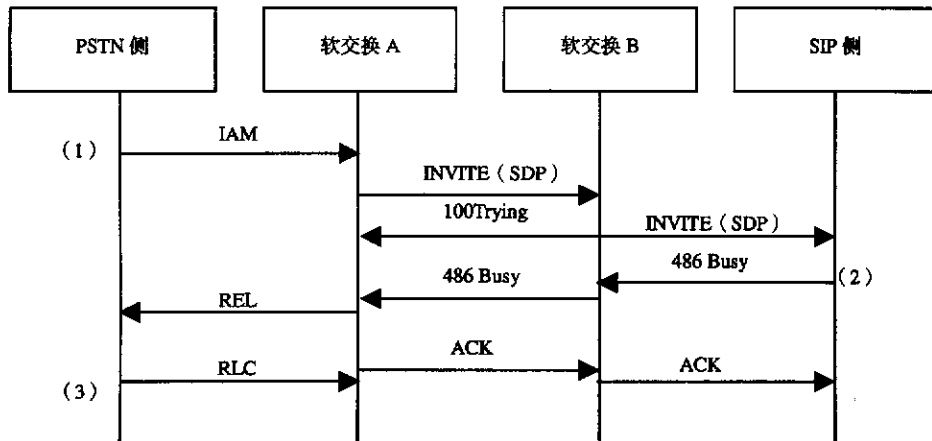 PSTN 侧
软交换 A
软交换 B
SIP 侧
(1)
IAM
INVITE（SDP）
100Trying
INVITE（SDP）
486 Busy
486 Busy
(2)
REL
ACK
RLC
ACK
(3)